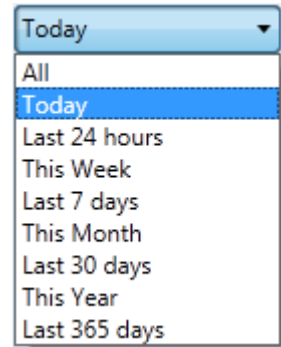 Today
All
Today
Last 24 hours
This Week
Last 7 days
This Month
Last 30 days
This Year
Last 365 days